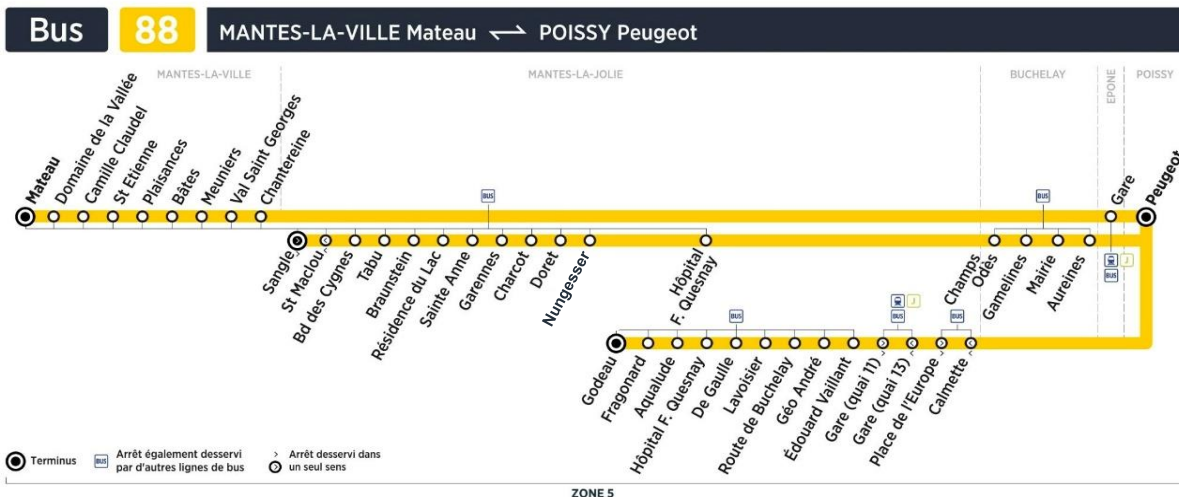 Bus 88 MANTES-LA-VILLE Mateau POISSY Peugeot
MANTES-LA-VILLE
MANTES-LA-JOLIE
BUCHELAY
EPONE
POISSY
Mateau
Domaine de la Vallée
Camille Claudel
St Etienne
Plaisances
Bâtes
Meuniers
Val Saint Georges
Chantereine
BUS
BUS
Gare
Peugeot
Sangle
St Maclou
Bd des Cygnes
Tabu
Braunstein
Résidence du Lac
Sainte Anne
Garennes
Charcot
Doret
Nungesser
Hôpital
F. Quesnay
Champs
Odès
Gamelines
Mairie
Aureines
J
BUS
BUS
J
BUS
BUS
Godeau
Fragonard
Aqualude
Hôpital F. Quesnay
De Gaulle
Lavoisier
Route de Buchelay
Géo André
Édouard Vaillant
Gare (quai 11)
Gare (quai 13)
Place de l'Europe
Calmette
Terminus
BUS
Arrêt également desservi
par d'autres lignes de bus
Arrêt desservi dans
un seul sens
ZONE 5